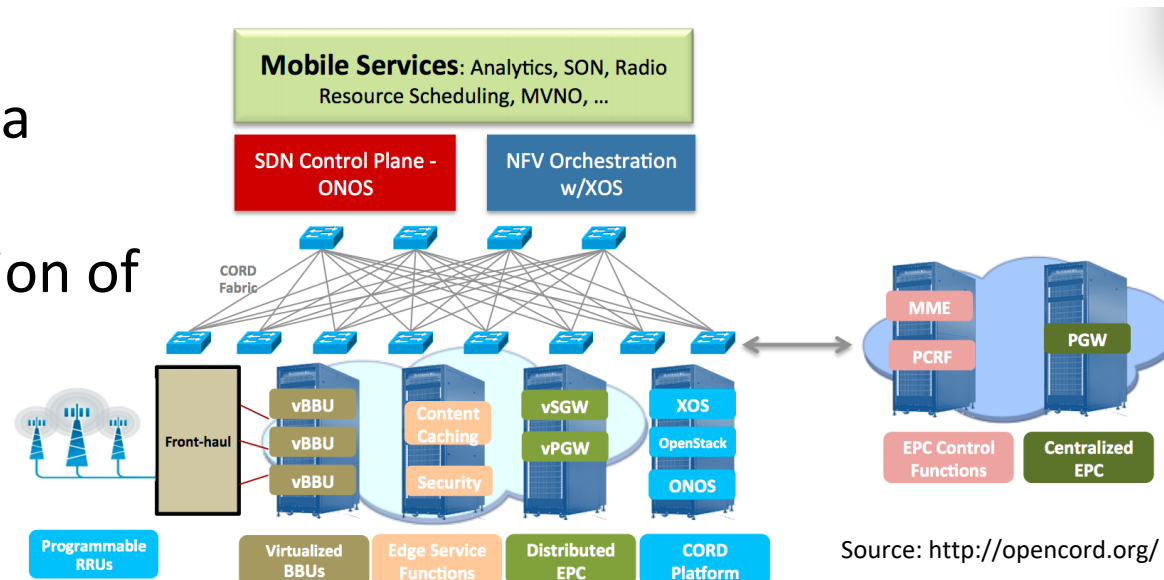 a
on of
Mobile Services: Analytics, SON, Radio
Resource Scheduling, MVNO, ...
SDN Control Plane -
ONOS
NFV Orchestration
w/XOS
CORD
Fabric
MME
PCRF
PGW
Front-haul
vBBU
vBBU
vBBU
Content
Caching
Security
vSGW
vPGW
XOS
OpenStack
ONOS
EPC Control
Functions
Centralized
EPC
Programmable
RRUs
Virtualized
BBUs
Edge Service
Functions
Distributed
EPC
CORD
Platform
Source: http://opencord.org/